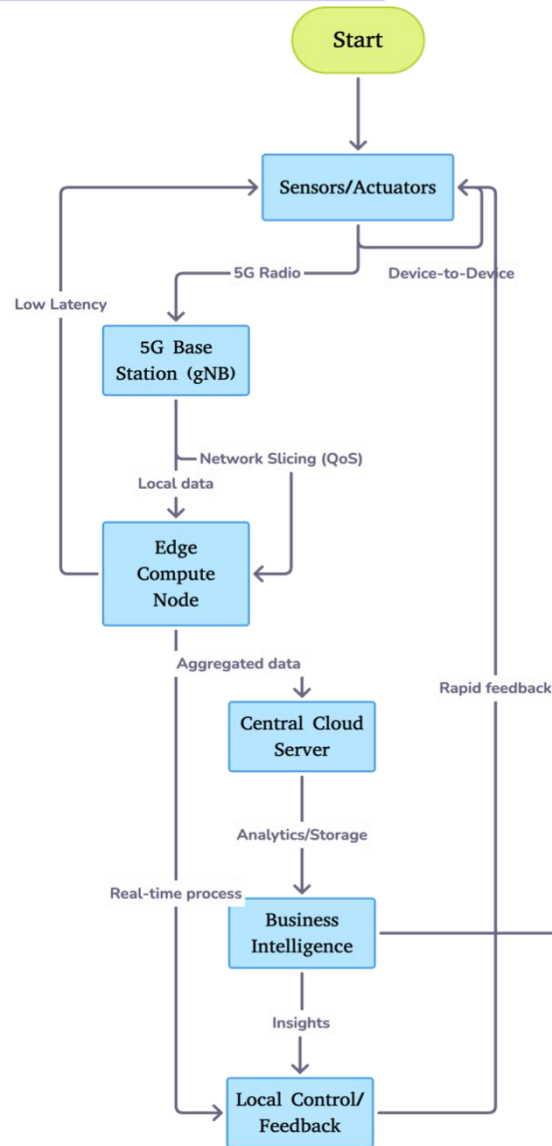 Start
Sensors/Actuators
5G Radio
Device-to-Device
Low Latency
5G Base
Station (gNB)
Network Slicing (QoS)
Local data
Edge
Compute
Node
Aggregated data
Rapid feedback
Central Cloud
Server
Analytics/Storage
Real-time process
Business
Intelligence
Insights
Local Control/
Feedback